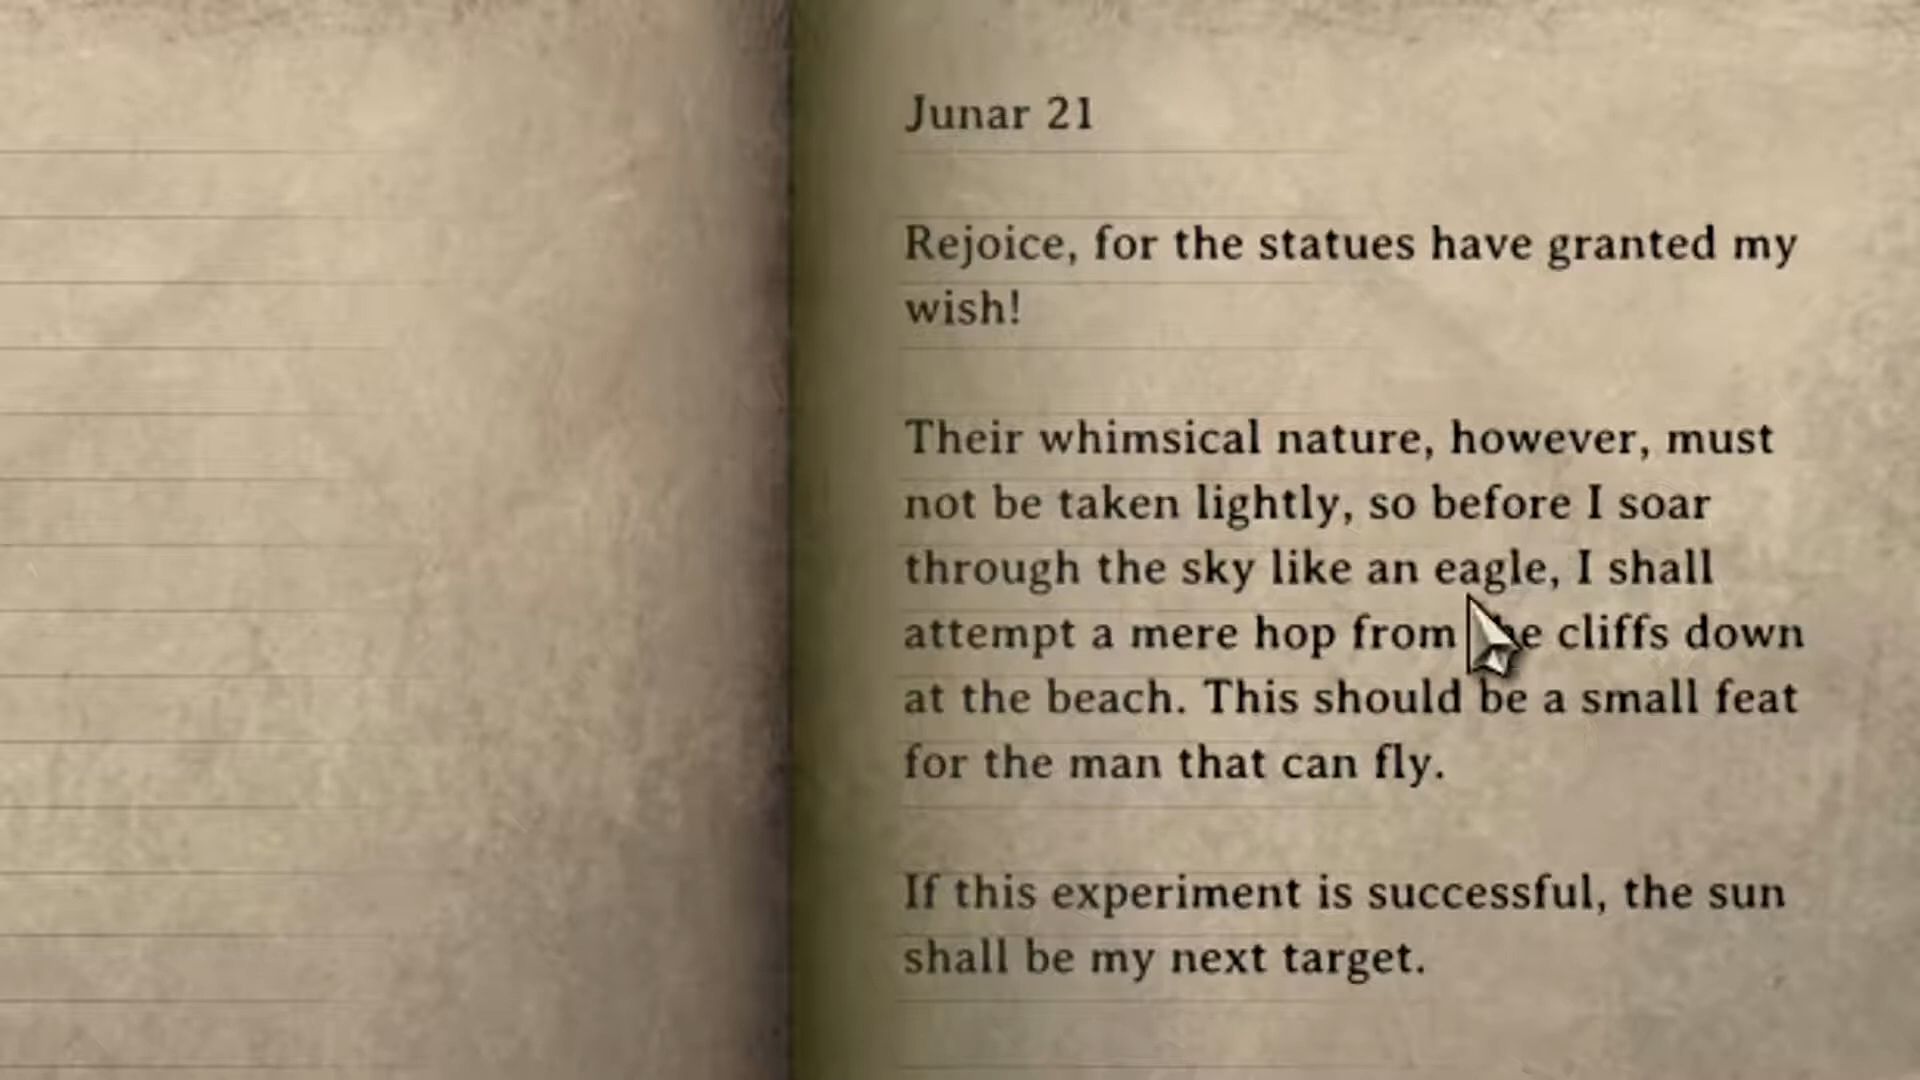 Junar 21
Rejoice, for the statues have granted my
wish!
Their whimsical nature, however, must
not be taken lightly, so before I soar
through the sky like an eagle, I shall
attempt a mere hop from the cliffs down
at the beach. This should be a small feat
for the man that can fly.
If this experiment is successful, the sun
shall be my next target.